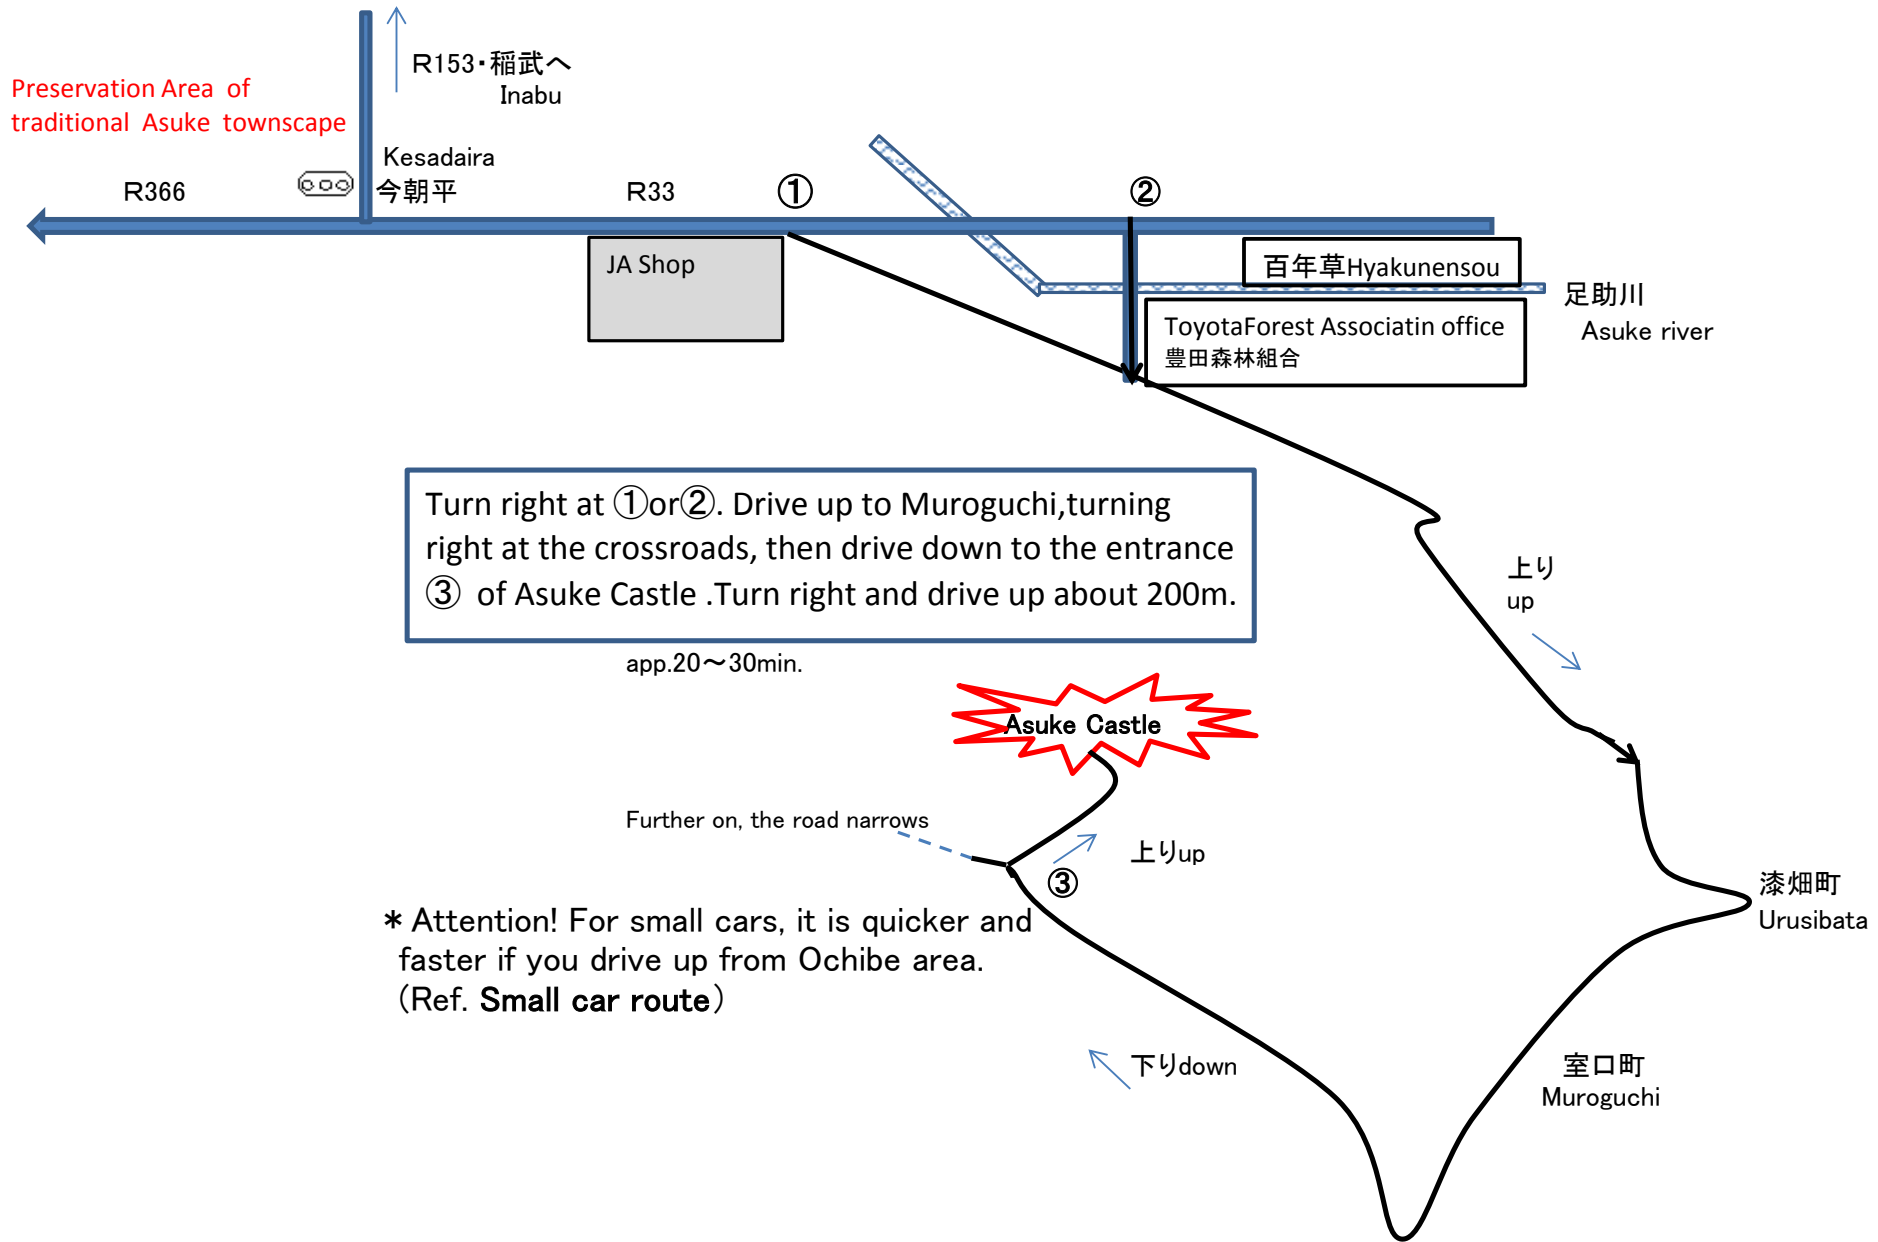 R153・稲武へ
Inabu
Preservation Area of
traditional Asuke townscape
Kesadaira
今朝平
R366
R33
①
②
JA Shop
百年草Hyakunensou
足助川
Asuke river
ToyotaForest Associatin office
豊田森林組合
Turn right at ①or②. Drive up to Muroguchi,turning
right at the crossroads, then drive down to the entrance
③ of Asuke Castle .Turn right and drive up about 200m.
app.20～30min.
上り
up
Asuke Castle
Further on, the road narrows
上りup
③
漆畑町
Urusibata
* Attention! For small cars, it is quicker and
faster if you drive up from Ochibe area.
(Ref. Small car route)
下りdown
室口町
Muroguchi